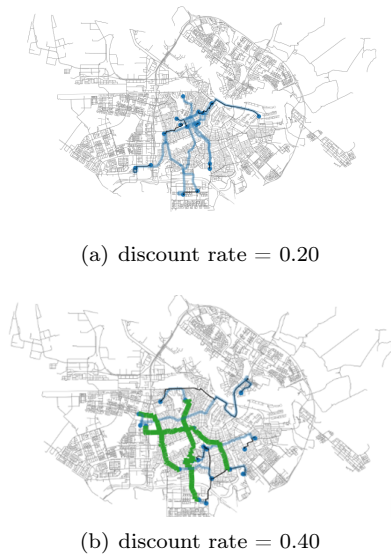 (a) discount rate = 0.20
(b) discount rate = 0.40